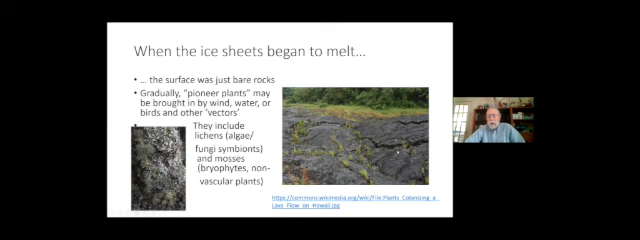 When the ice sheets began to melt...
• ... the surface was just bare rocks
• Gradually, "pioneer plants" may
be brought in by wind, water, or
birds and other 'vectors'
• They include
lichens (algae/
fungi symbionts)
and mosses
(bryophytes, non-
vascular plants)
https://commons.wikimedia.org/wiki/File:Plants_Colonizing_a_
Lava_Flow_on_Hawaii.jpg